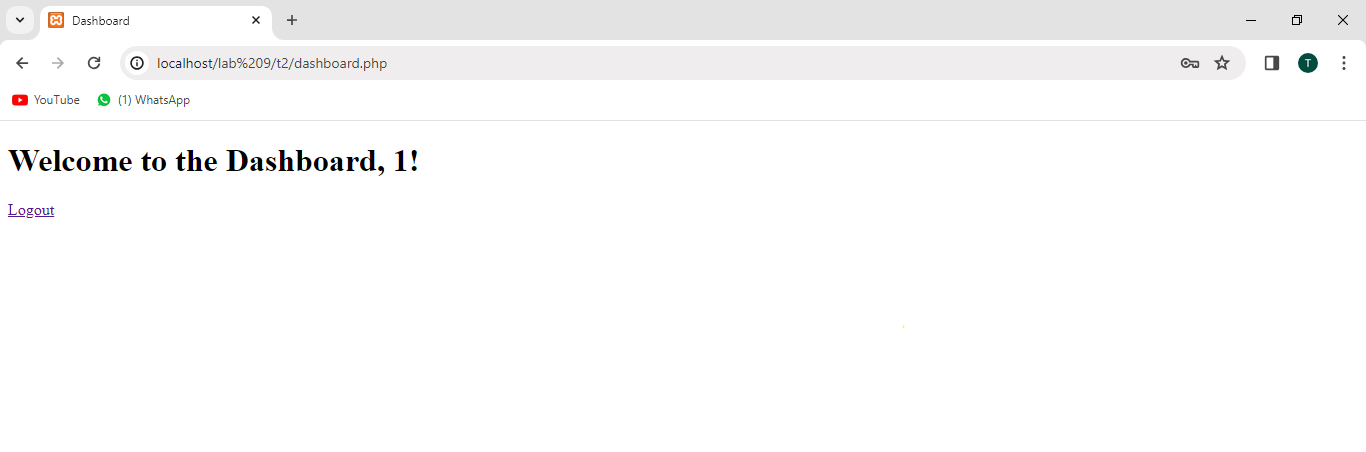 Dashboard
localhost/lab%209/t2/dashboard.php
T
YouTube
(1) WhatsApp
Welcome to the Dashboard, 1!
Logout